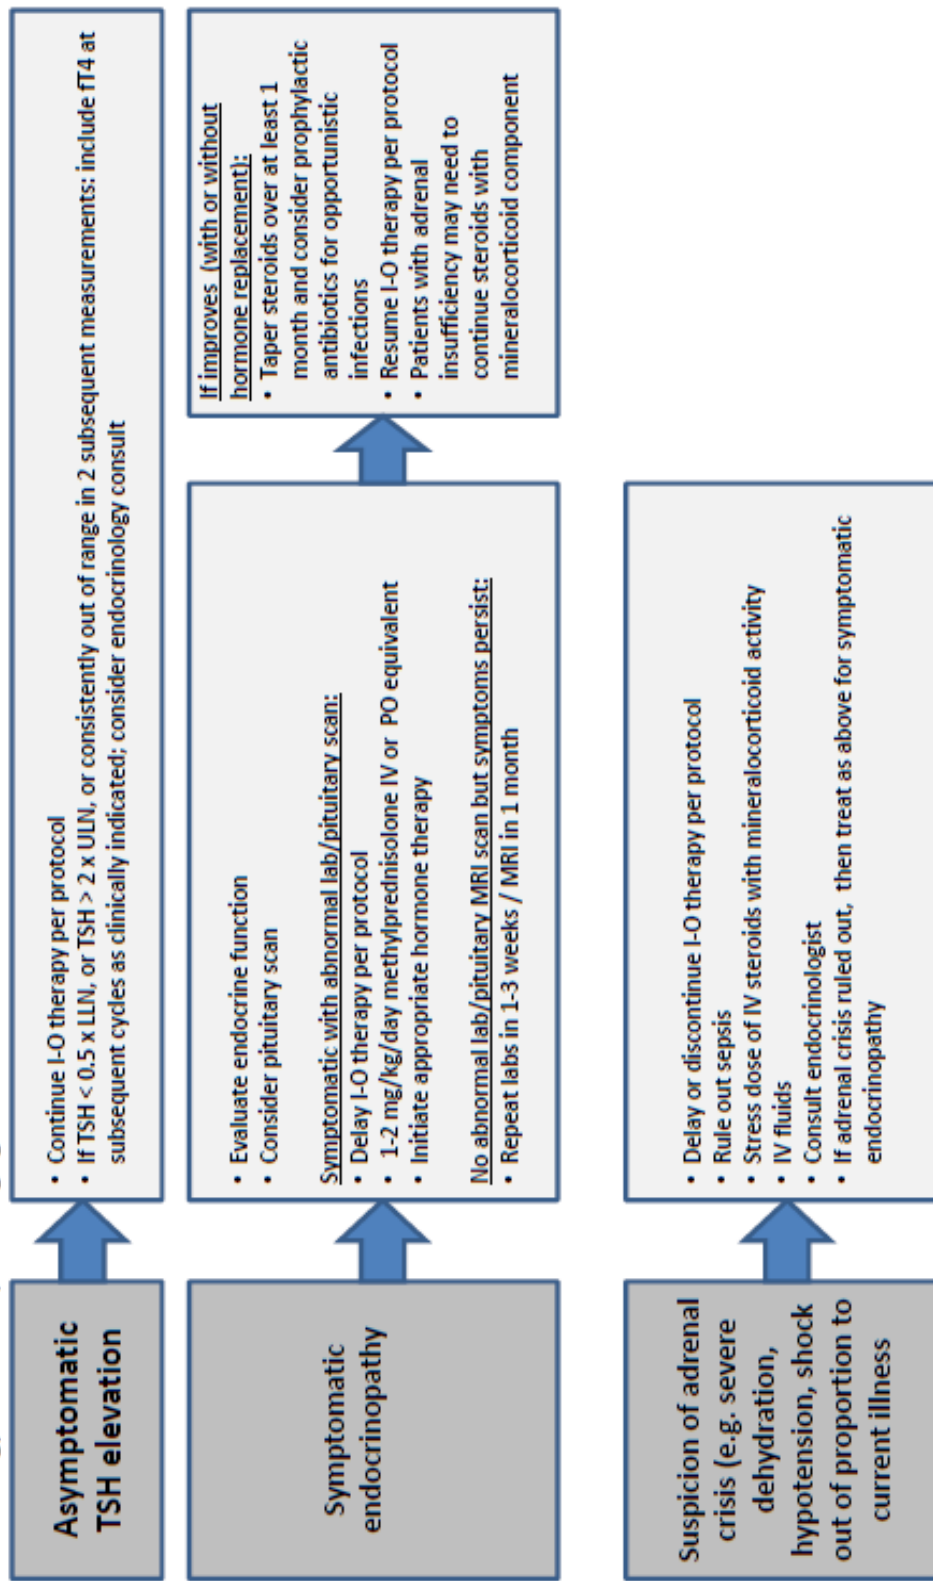 Asymptomatic
TSH elevation
• Continue I-O therapy per protocol
• If TSH < 0.5 x LLN, or TSH > 2 x ULN, or consistently out of range in 2 subsequent measurements: include fT4 at
subsequent cycles as clinically indicated; consider endocrinology consult
Symptomatic
endocrinopathy
• Evaluate endocrine function
• Consider pituitary scan
Symptomatic with abnormal lab/pituitary scan:
• Delay I-O therapy per protocol
• 1-2 mg/kg/day methylprednisolone IV or PO equivalent
• Initiate appropriate hormone therapy
No abnormal lab/pituitary MRI scan but symptoms persist:
• Repeat labs in 1-3 weeks / MRI in 1 month
If improves (with or without
hormone replacement):
• Taper steroids over at least 1
month and consider prophylactic
antibiotics for opportunistic
infections
• Resume I-O therapy per protocol
• Patients with adrenal
insufficiency may need to
continue steroids with
mineralocorticoid component
Suspicion of adrenal
crisis (e.g. severe
dehydration,
hypotension, shock
out of proportion to
current illness
• Delay or discontinue I-O therapy per protocol
• Rule out sepsis
• Stress dose of IV steroids with mineralocorticoid activity
• IV fluids
• Consult endocrinologist
• If adrenal crisis ruled out, then treat as above for symptomatic
endocrinopathy